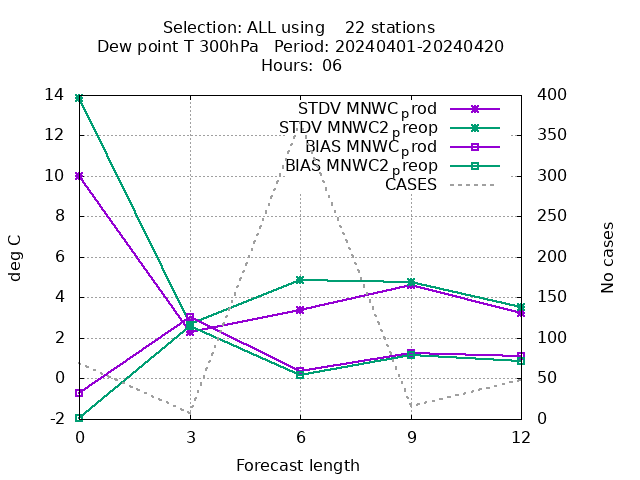 Selection: ALL using    22 stations
Dew point T 300hPa   Period: 20240401-20240420
Hours: 06
STDV MNWC_prod
STDV MNWC2_preop
BIAS MNWC_prod
BIAS MNWC2_preop
CASES
14
12
10
8
6
4
2
0
-2
400
350
300
250
200
150
100
50
0
deg C
No cases
0 3 6 9 12
Forecast length